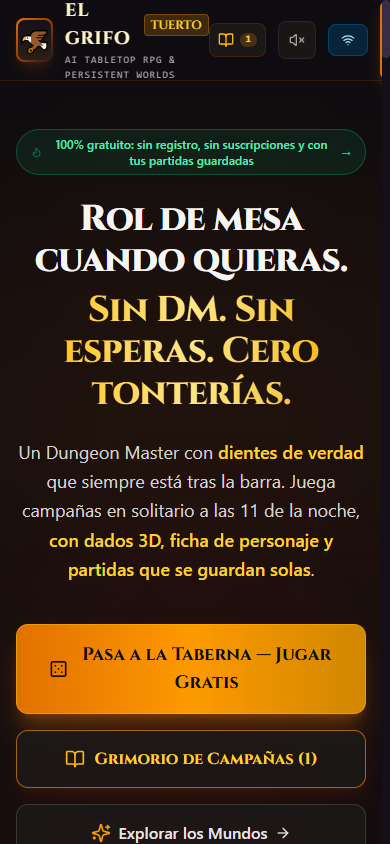 EL
GRIFO
TUERTO
AI TABLETOP RPG &
PERSISTENT WORLDS
1
100% gratuito: sin registro, sin suscripciones y con
tus partidas guardadas →
Rol de mesa
cuando quieras.
Sin DM. Sin
esperas. Cero
tonterías.
Un Dungeon Master con dientes de verdad
que siempre está tras la barra. Juega
campañas en solitario a las 11 de la noche,
con dados 3D, ficha de personaje y
partidas que se guardan solas.
Pasa a la Taberna — Jugar
Gratis
Grimorio de Campañas (1)
Explorar los Mundos →